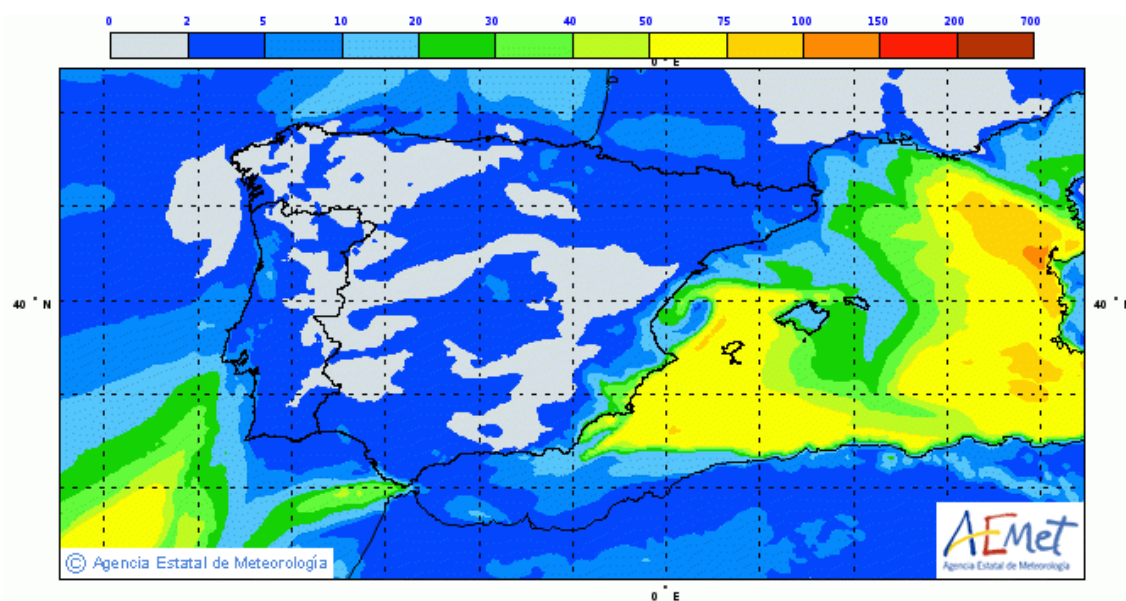 0 2 5 10 20 30 40 50 75 100 150 200 700
0 ° E
40 ° N
40 ° N
© Agencia Estatal de Meteorología
AEMet
Agencia Estatal de Meteorología
0 ° E